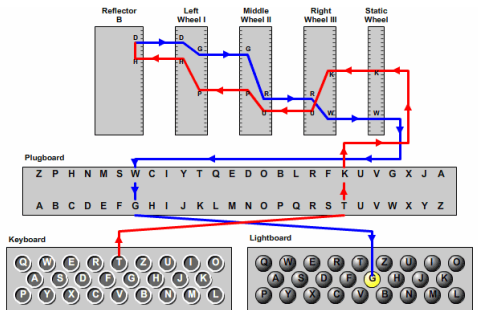 Reflector Left Middle Right Static
B Wheel I Wheel II Wheel III Wheel
D D
G G
H H
K K
P P R R
U U
W W
Plugboard
Z P H N M S W C I Y T Q E D O B L R F K U V G X J A
A B C D E F G H I J K L M N O P Q R S T U V W X Y Z
Keyboard Lightboard
Q W E R T Z U I O Q W E R T Z U I O
A S D F G H J K A S D F G H J K
P Y X C V B N M L P Y X C V B N M L